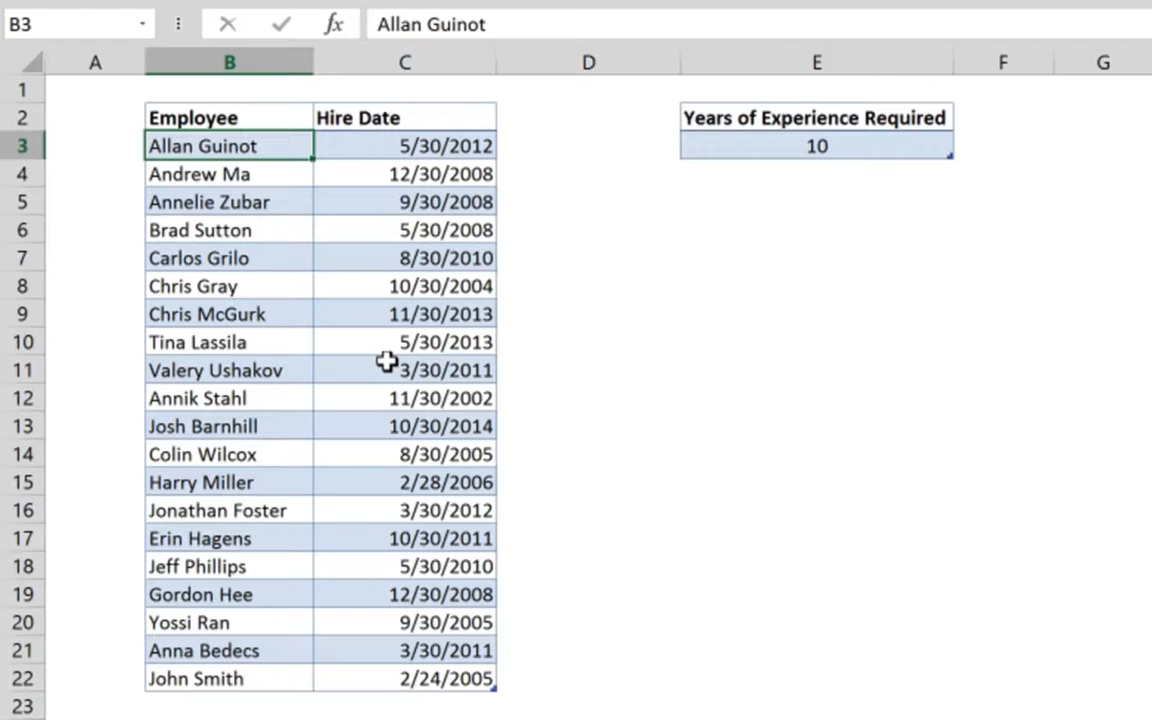 B3 fx Allan Guinot
A B C D E F G
1
2 Employee Hire Date Years of Experience Required
3 Allan Guinot 5/30/2012 10
4 Andrew Ma 12/30/2008
5 Annelie Zubar 9/30/2008
6 Brad Sutton 5/30/2008
7 Carlos Grilo 8/30/2010
8 Chris Gray 10/30/2004
9 Chris McGurk 11/30/2013
10 Tina Lassila 5/30/2013
11 Valery Ushakov 3/30/2011
12 Annik Stahl 11/30/2002
13 Josh Barnhill 10/30/2014
14 Colin Wilcox 8/30/2005
15 Harry Miller 2/28/2006
16 Jonathan Foster 3/30/2012
17 Erin Hagens 10/30/2011
18 Jeff Phillips 5/30/2010
19 Gordon Hee 12/30/2008
20 Yossi Ran 9/30/2005
21 Anna Bedecs 3/30/2011
22 John Smith 2/24/2005
23